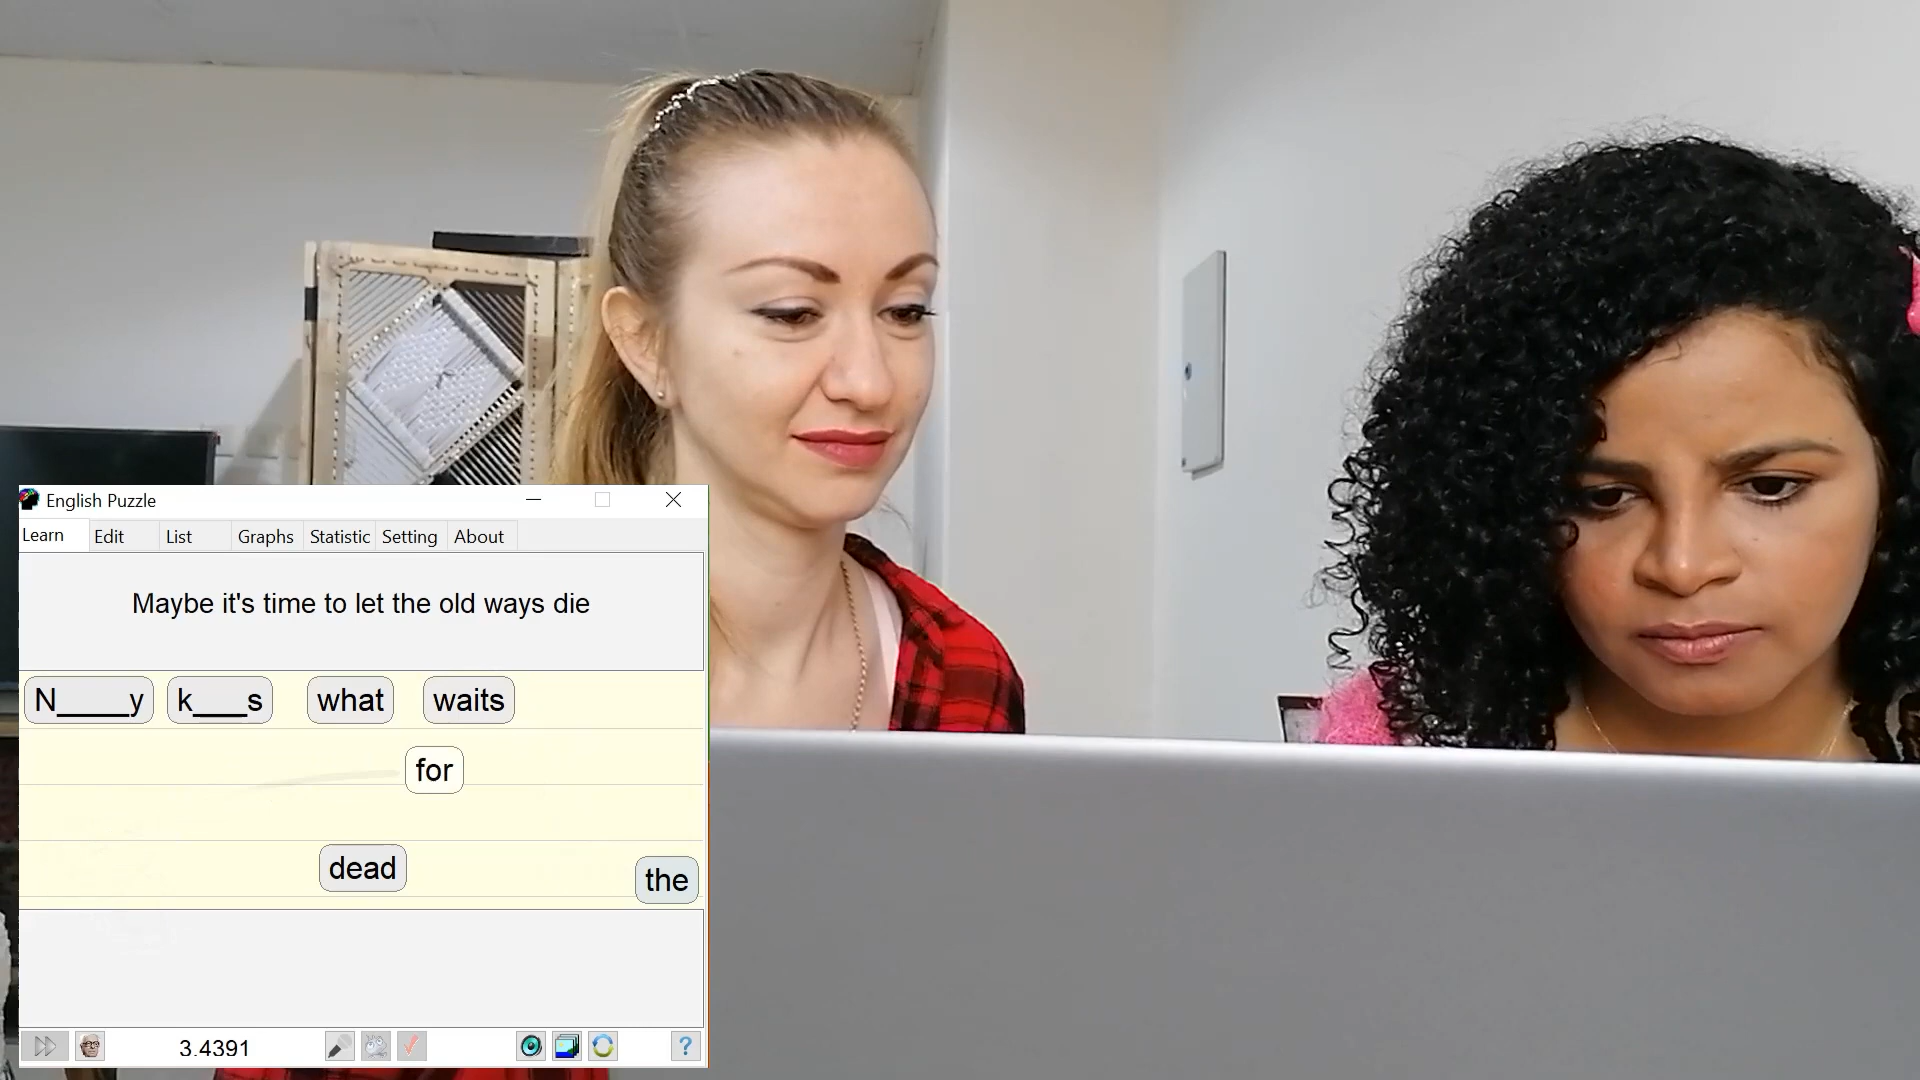 English Puzzle
Learn Edit List Graphs Statistic Setting About
Maybe it's time to let the old ways die
N____y k___s what waits
for
dead
the
3.4391
?